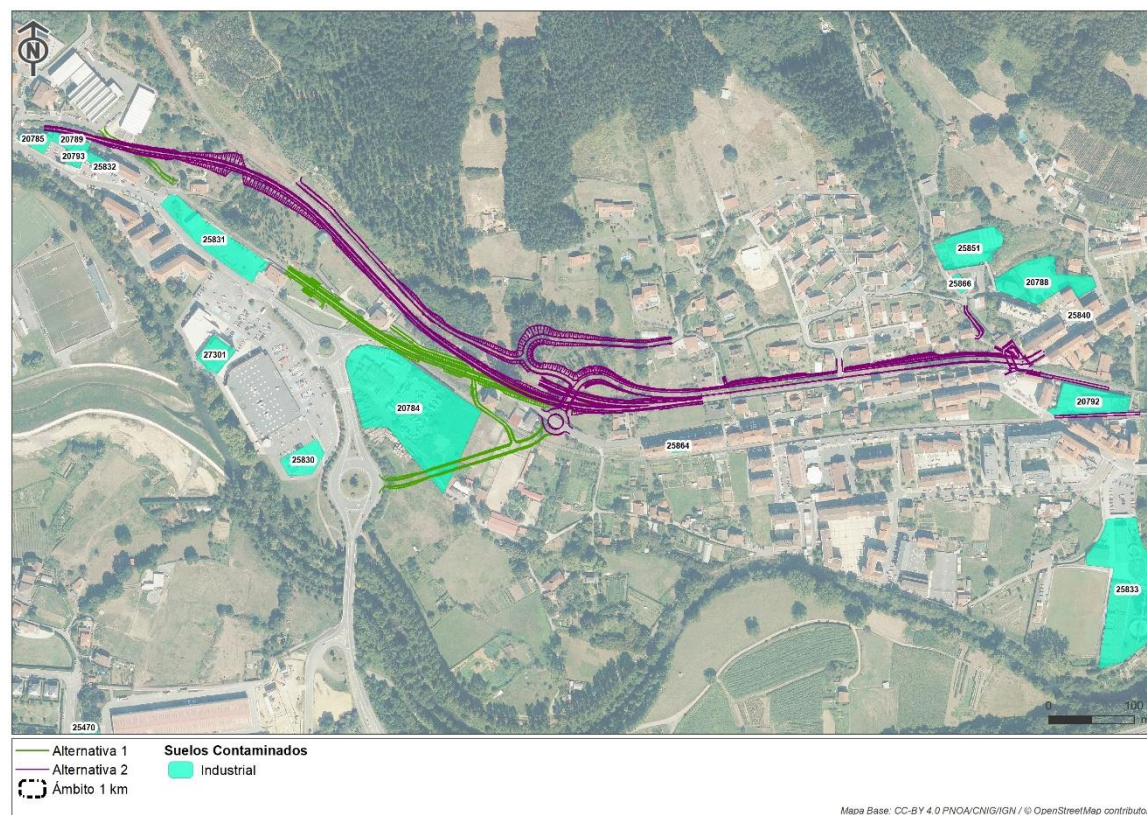 N
20785
20789
20793
25832
25831
25851
25866
20788
25840
27301
20784
20792
25864
25830
25833
25470
0 100
m
Alternativa 1
Alternativa 2
Ámbito 1 km
Suelos Contaminados
Industrial
Mapa Base: CC-BY 4.0 PNOA/CNIG/IGN / © OpenStreetMap contributo